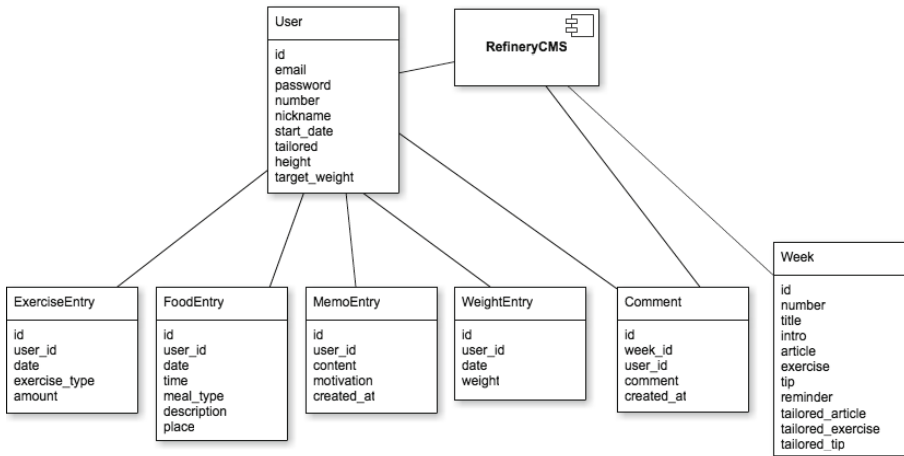 User
id
email
password
number
nickname
start_date
tailored
height
target_weight
RefineryCMS
ExerciseEntry
id
user_id
date
exercise_type
amount
FoodEntry
id
user_id
date
time
meal_type
description
place
MemoEntry
id
user_id
content
motivation
created_at
WeightEntry
id
user_id
date
weight
Comment
id
week_id
user_id
comment
created_at
Week
id
number
title
intro
article
exercise
tip
reminder
tailored_article
tailored_exercise
tailored_tip